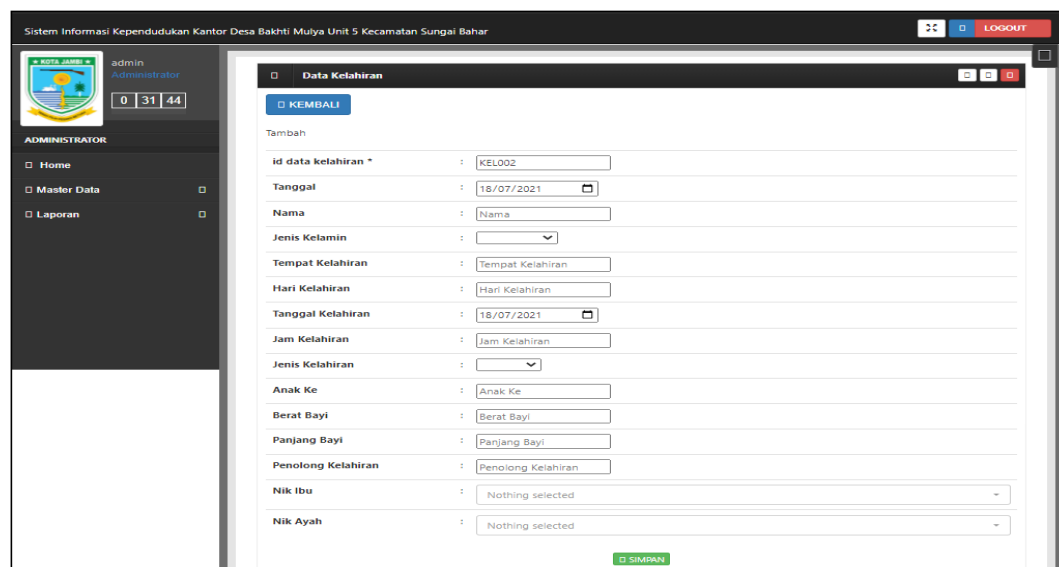 Sistem Informasi Kependudukan Kantor Desa Bakhti Mulya Unit 5 Kecamatan Sungai Bahar
LOGOUT
KOTA JAMBI
admin
Administrator
0 31 44
ADMINISTRATOR
Home
Master Data
Laporan
Data Kelahiran
KEMBALI
Tambah
id data kelahiran * : KEL002
Tanggal : 18/07/2021
Nama : Nama
Jenis Kelamin :
Tempat Kelahiran : Tempat Kelahiran
Hari Kelahiran : Hari Kelahiran
Tanggal Kelahiran : 18/07/2021
Jam Kelahiran : Jam Kelahiran
Jenis Kelahiran :
Anak Ke : Anak Ke
Berat Bayi : Berat Bayi
Panjang Bayi : Panjang Bayi
Penolong Kelahiran : Penolong Kelahiran
Nik Ibu : Nothing selected
Nik Ayah : Nothing selected
SIMPAN